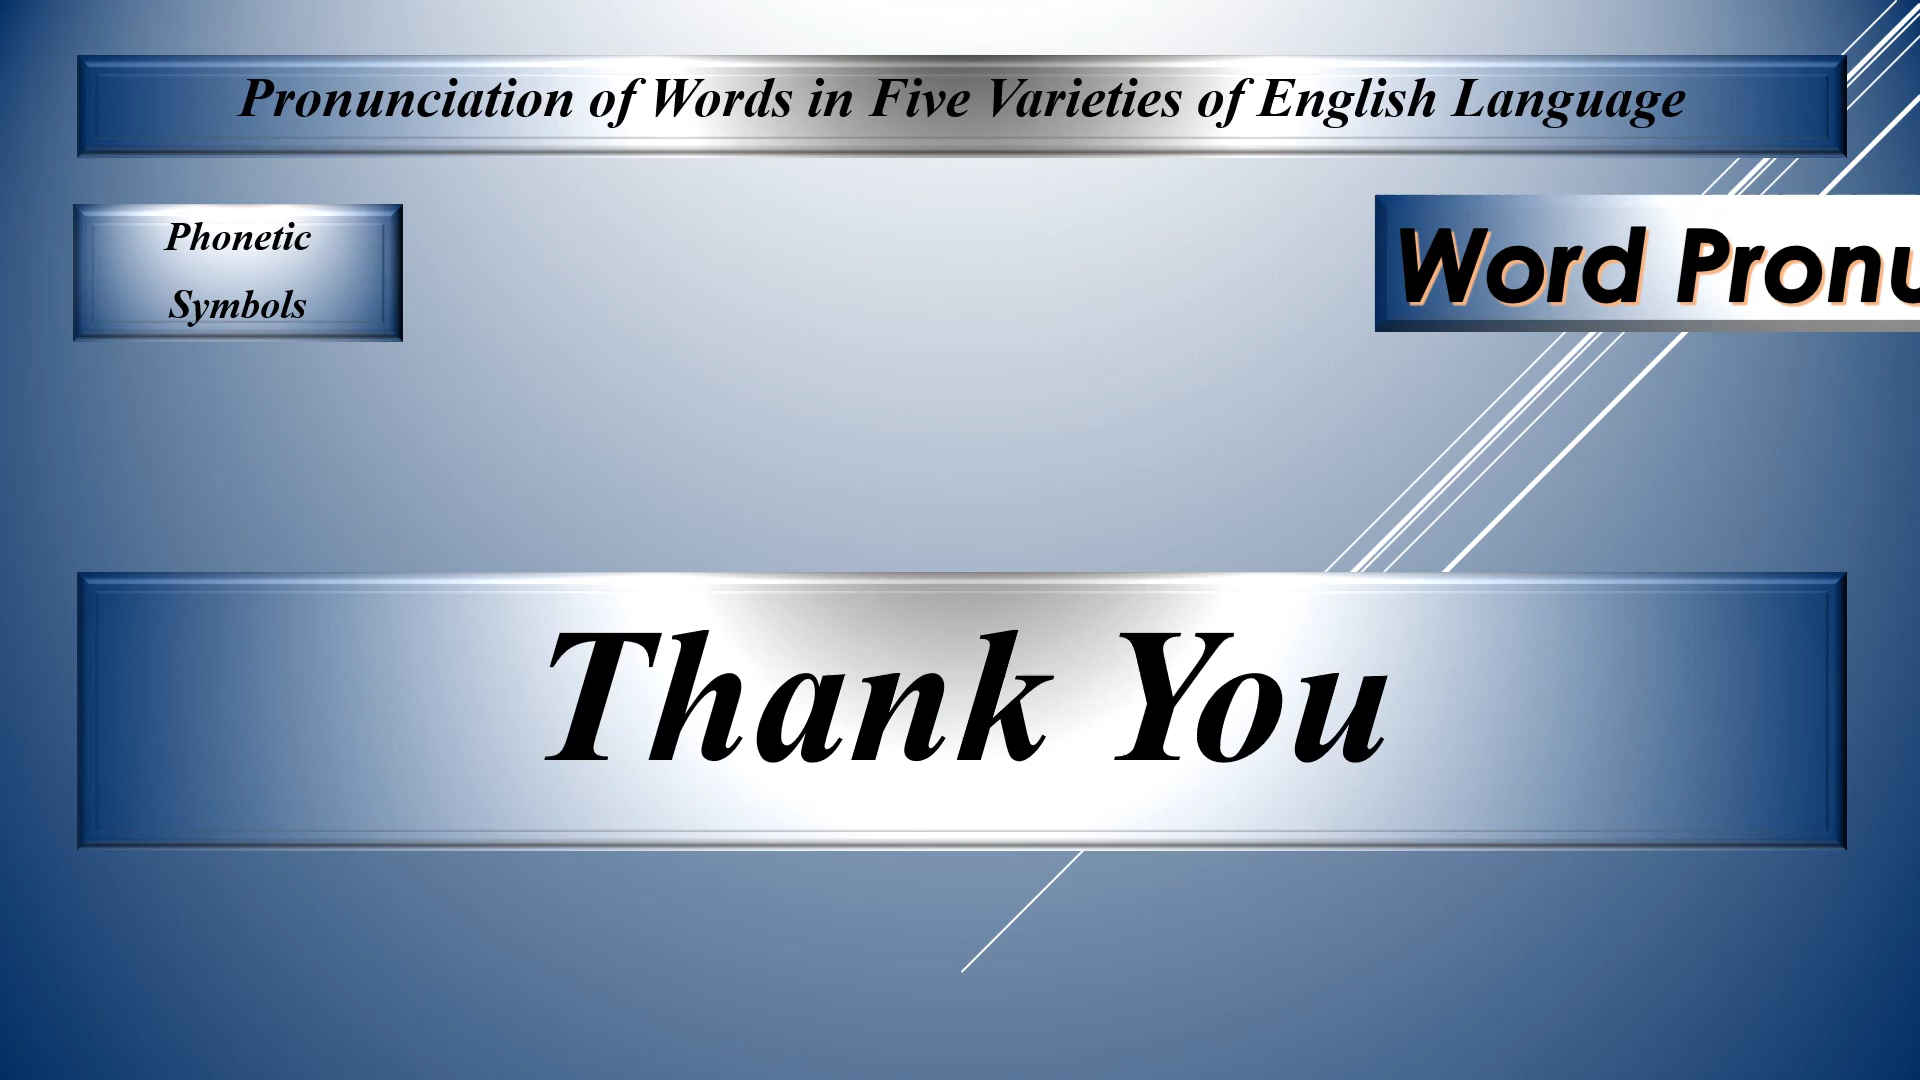 Pronunciation of Words in Five Varieties of English Language
Phonetic
Symbols
Word Pronu
Thank You